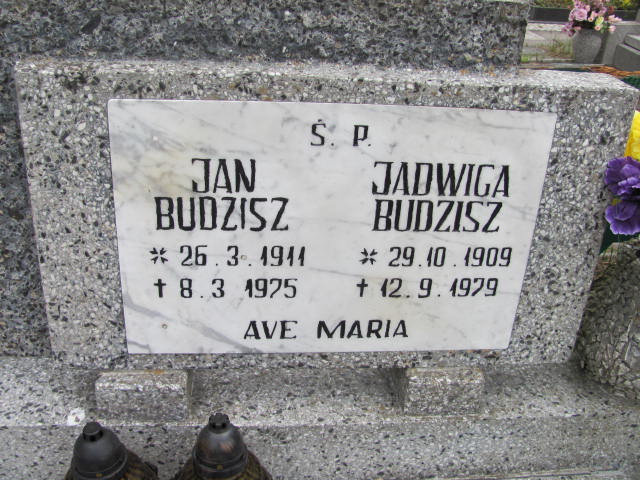 Ś. P.
JAN BUDZISZ
* 26.3.1911
† 8.3 1975
JADWIGA BUDZISZ
* 29.10.1909
† 12.9.1979
AVE MARIA